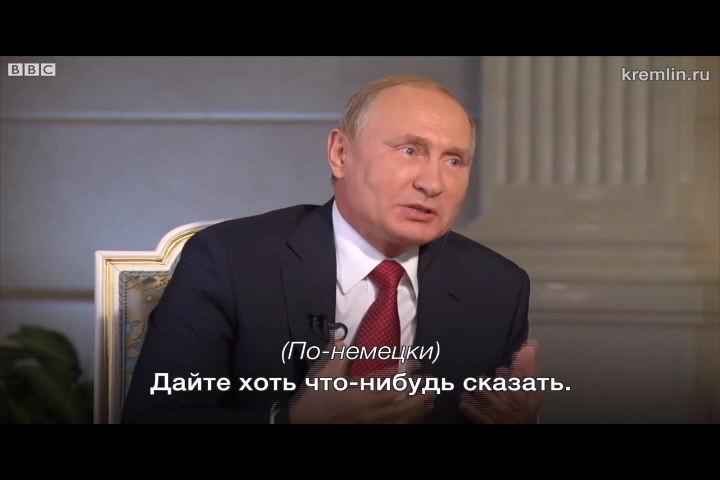 BBC
kremlin.ru
(По-немецки)
Дайте хоть что-нибудь сказать.